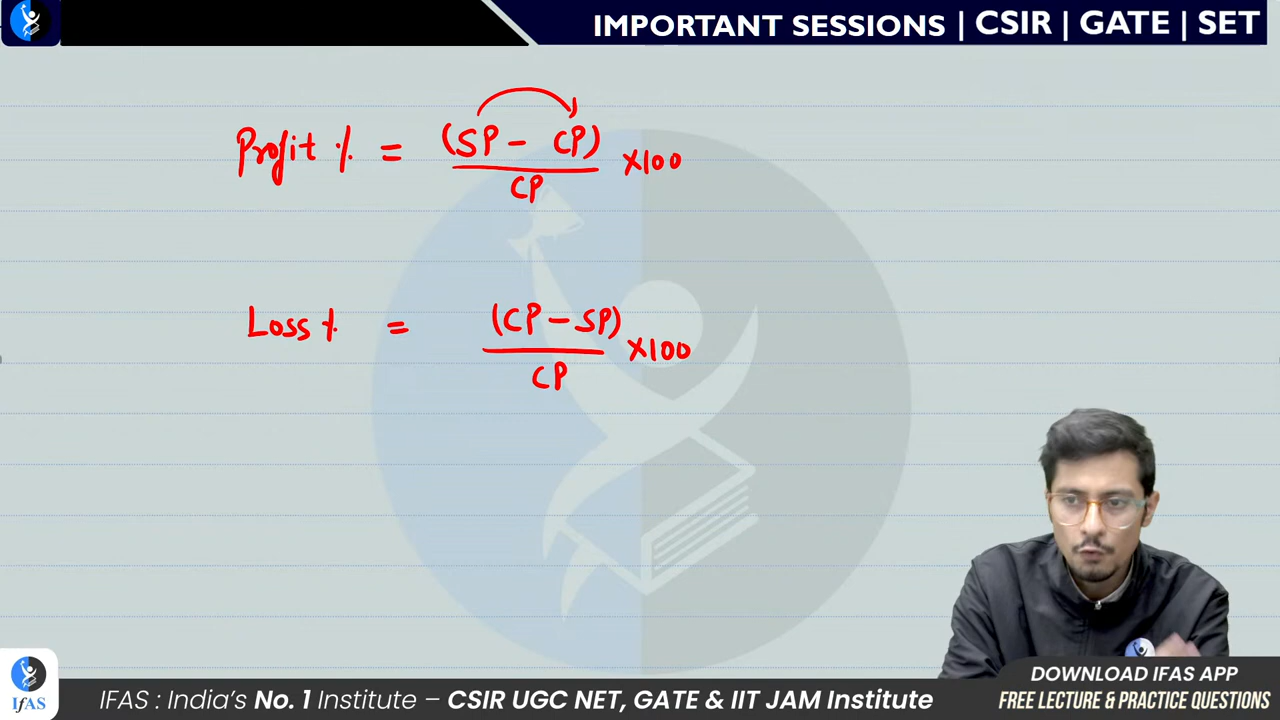 IMPORTANT SESSIONS | CSIR | GATE | SET
Profit % = (SP - CP) / CP ×100
Loss % = (CP - SP) / CP ×100
IFAS
DOWNLOAD IFAS APP
IFAS : India's No. 1 Institute – CSIR UGC NET, GATE & IIT JAM Institute
FREE LECTURE & PRACTICE QUESTIONS